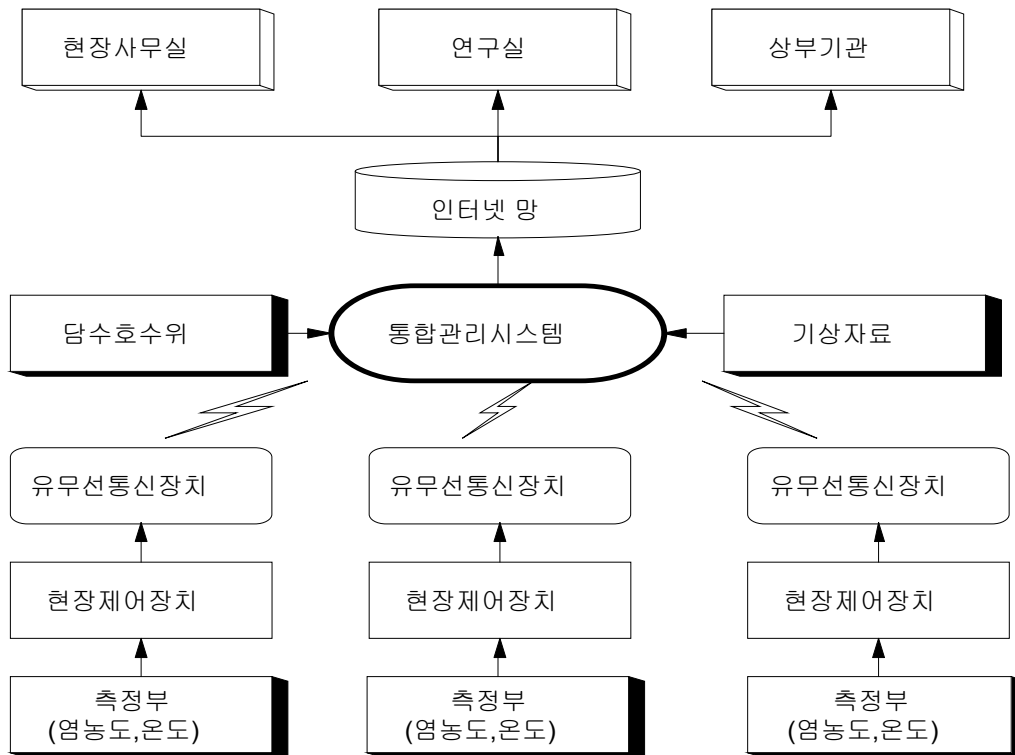 현장사무실
연구실
상부기관
인터넷 망
담수호수위
통합관리시스템
기상자료
유무선통신장치
유무선통신장치
유무선통신장치
현장제어장치
현장제어장치
현장제어장치
측정부
(염농도,온도)
측정부
(염농도,온도)
측정부
(염농도,온도)